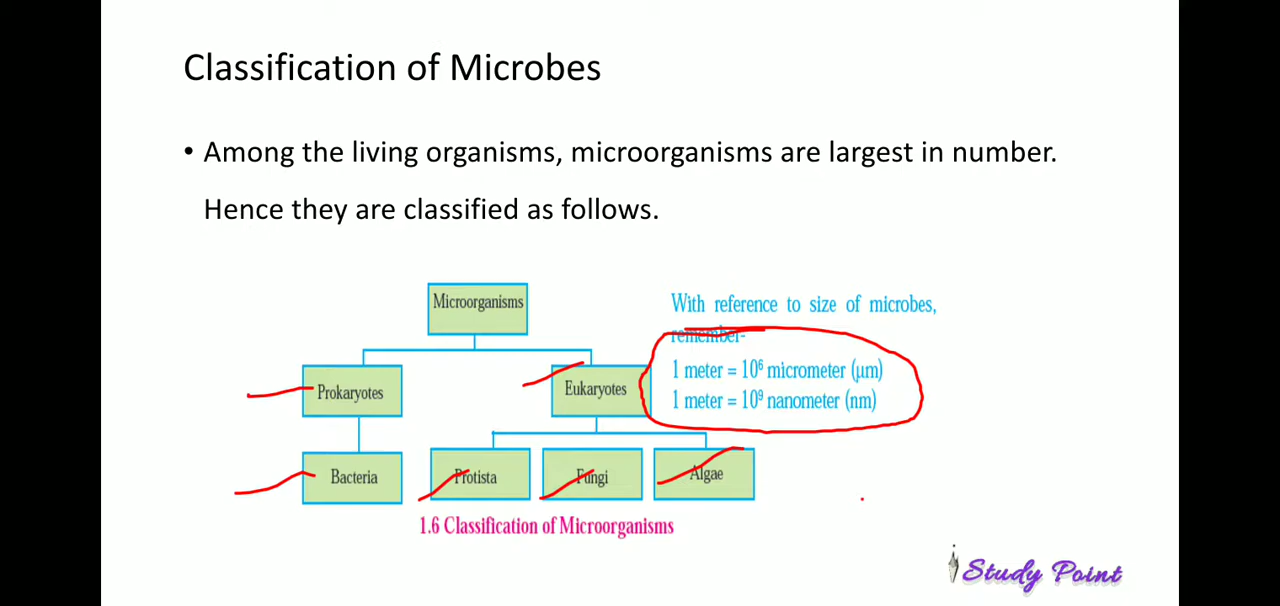 Classification of Microbes
• Among the living organisms, microorganisms are largest in number.
Hence they are classified as follows.
Microorganisms
Prokaryotes
Eukaryotes
Bacteria
Protista
Fungi
Algae
1.6 Classification of Microorganisms
With reference to size of microbes,
remember-
1 meter = 10⁶ micrometer (μm)
1 meter = 10⁹ nanometer (nm)
Study Point